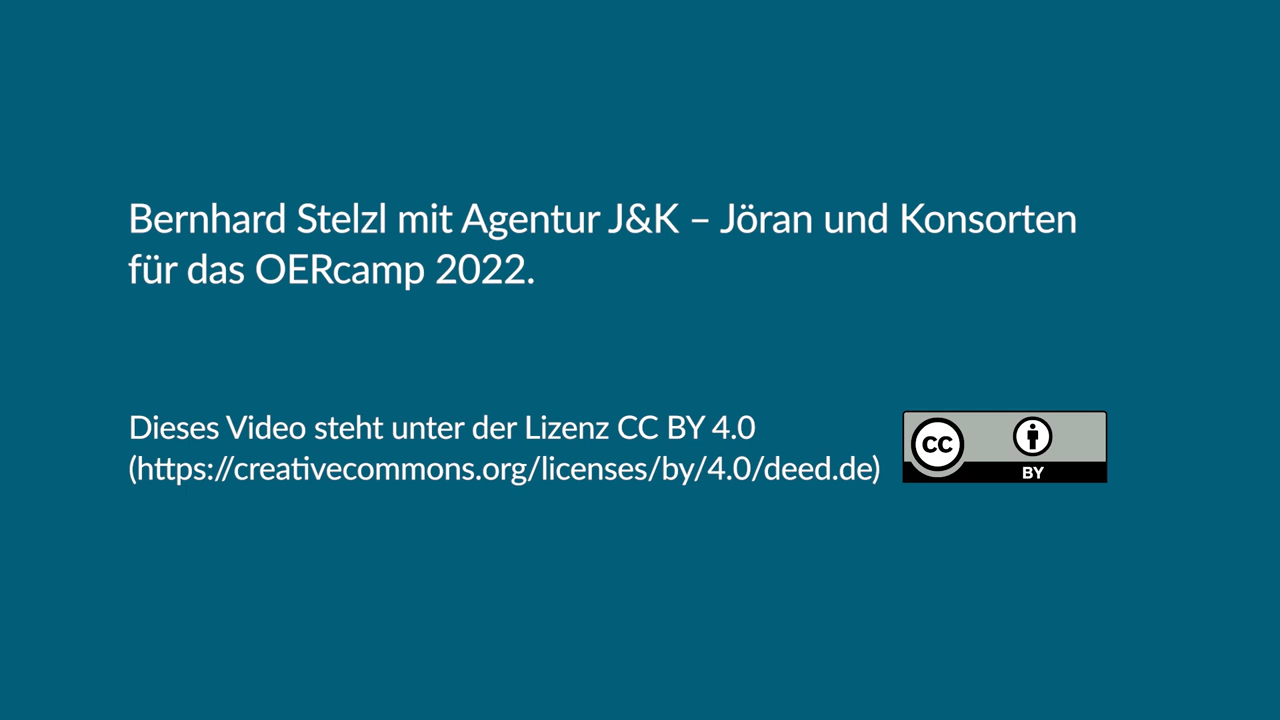 Bernhard Stelzl mit Agentur J&K – Jöran und Konsorten
für das OERcamp 2022.
Dieses Video steht unter der Lizenz CC BY 4.0
(https://creativecommons.org/licenses/by/4.0/deed.de)
CC
BY